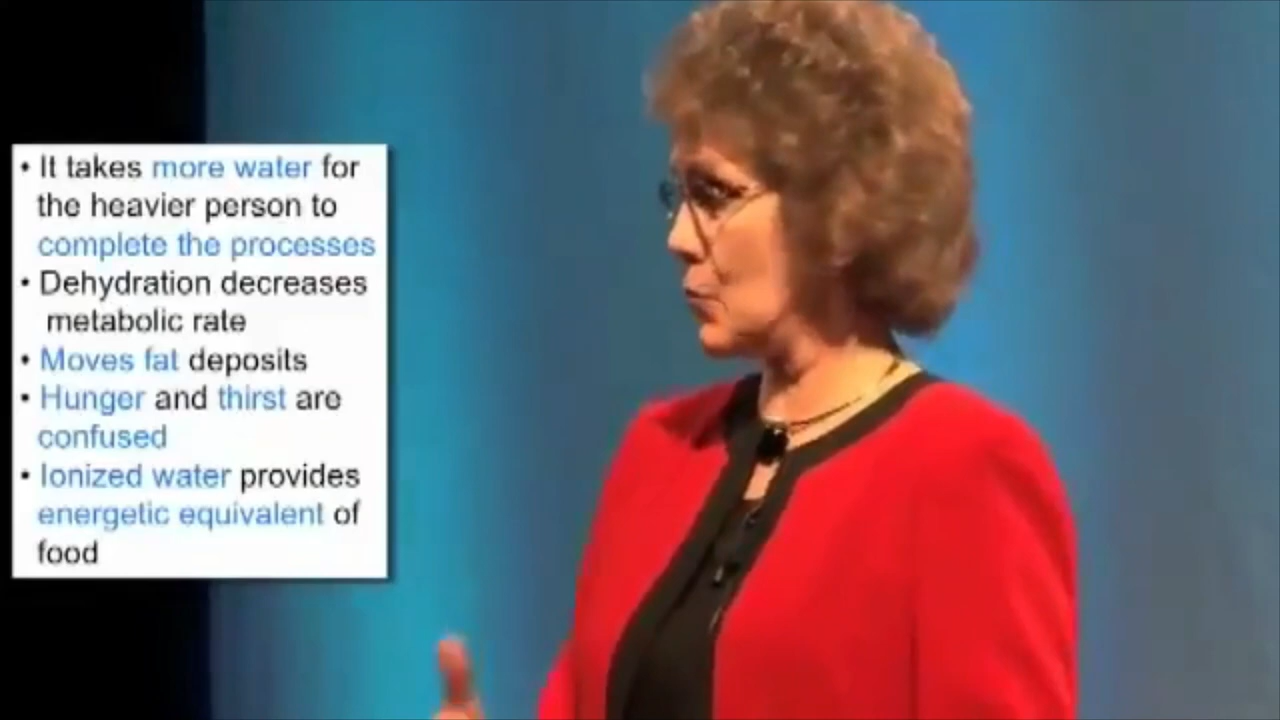 • It takes more water for
the heavier person to
complete the processes
• Dehydration decreases
metabolic rate
• Moves fat deposits
• Hunger and thirst are
confused
• Ionized water provides
energetic equivalent of
food